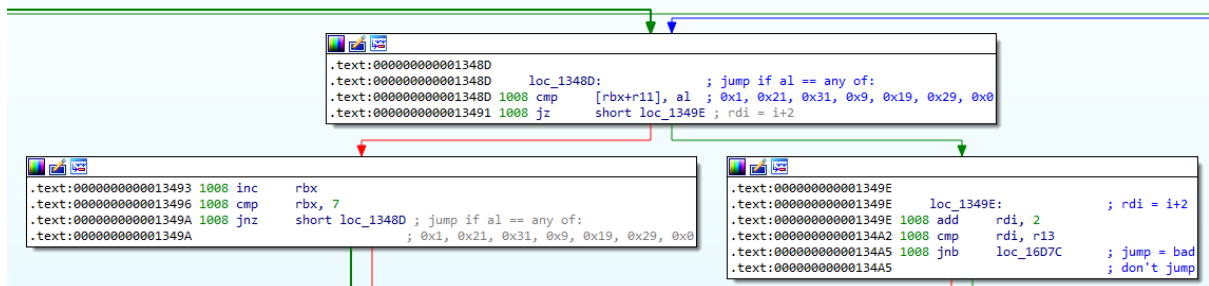 .text:000000000001348D
.text:000000000001348D loc_1348D: ; jump if al == any of:
.text:000000000001348D 1008 cmp [rbx+r11], al ; 0x1, 0x21, 0x31, 0x9, 0x19, 0x29, 0x0
.text:0000000000013491 1008 jz short loc_1349E ; rdi = i+2
.text:0000000000013493 1008 inc rbx
.text:0000000000013496 1008 cmp rbx, 7
.text:000000000001349A 1008 jnz short loc_1348D ; jump if al == any of:
.text:000000000001349A ; 0x1, 0x21, 0x31, 0x9, 0x19, 0x29, 0x0
.text:000000000001349E
.text:000000000001349E loc_1349E: ; rdi = i+2
.text:000000000001349E 1008 add rdi, 2
.text:00000000000134A2 1008 cmp rdi, r13
.text:00000000000134A5 1008 jnb loc_16D7C ; jump = bad
.text:00000000000134A5 ; don't jump